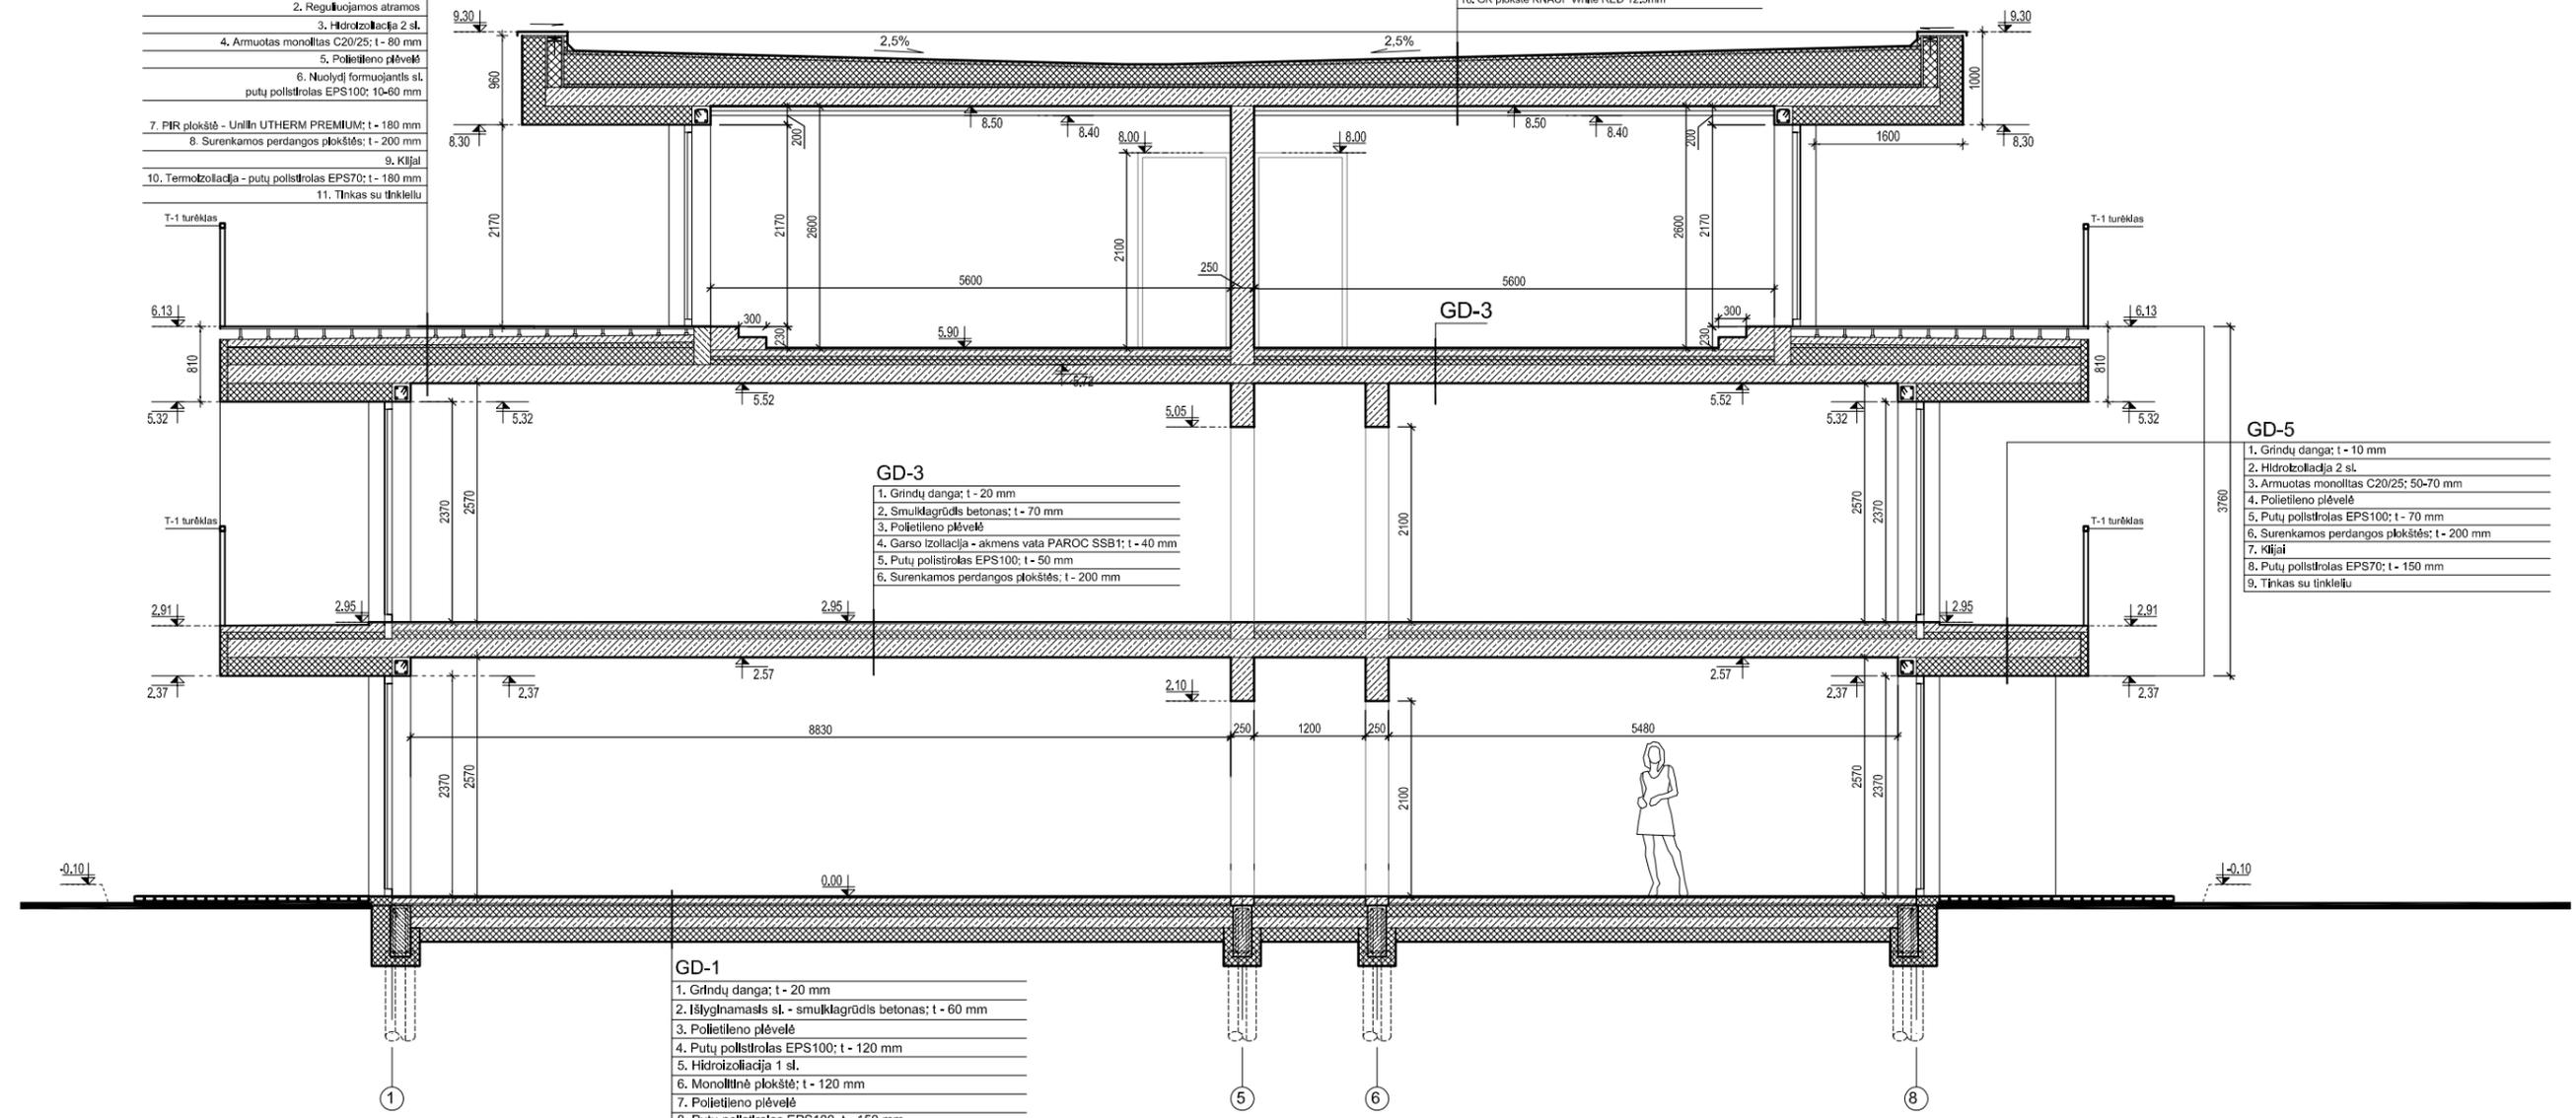 2. Reguliuojamos atramos
3. Hidroizoliacija 2 sl.
4. Armuotas monolitas C20/25; t - 80 mm
5. Polietileno plėvelė
6. Nuolydį formuojantis sl.
putų polistirolas EPS100; 10-60 mm
7. PIR plokštė - Unilin UTHERM PREMIUM; t - 180 mm
8. Surenkamos perdangos plokštės; t - 200 mm
9. Klijai
10. Termoizoliacija - putų polistirolas EPS70; t - 180 mm
11. Tinkas su tinkleliu
9.30
2,5%
2,5%
9.30
960
1000
8.30
200
8.50
8.40
8.00
8.00
8.50
8.40
200
1600
8.30
T-1 turėklas
T-1 turėklas
2170
2170
2600
2100
250
2600
2170
5600
5600
6.13
300
230
5.90
GD-3
300
230
6.13
810
810
5.32
5.32
5.52
5.05
5.52
5.32
5.32
GD-5
1. Grindų danga; t - 10 mm
2. Hidroizoliacija 2 sl.
3. Armuotas monolitas C20/25; 50-70 mm
4. Polietileno plėvelė
5. Putų polistirolas EPS100; t - 70 mm
6. Surenkamos perdangos plokštės; t - 200 mm
7. Klijai
8. Putų polistirolas EPS70; t - 150 mm
9. Tinkas su tinkleliu
GD-3
1. Grindų danga; t - 20 mm
2. Smulkiagrūdis betonas; t - 70 mm
3. Polietileno plėvelė
4. Garso izoliacija - akmens vata PAROC SSB1; t - 40 mm
5. Putų polistirolas EPS100; t - 50 mm
6. Surenkamos perdangos plokštės; t - 200 mm
2370
2570
2100
2570
2370
3760
T-1 turėklas
T-1 turėklas
2.91
2.95
2.95
2.95
2.91
2.37
2.37
2.57
2.10
2.57
2.37
2.37
8830
250
1200
250
5480
2370
2570
2100
2570
2370
-0.10
0.00
-0.10
GD-1
1. Grindų danga; t - 20 mm
2. Išlyginamasis sl. - smulkiagrūdis betonas; t - 60 mm
3. Polietileno plėvelė
4. Putų polistirolas EPS100; t - 120 mm
5. Hidroizoliacija 1 sl.
6. Monolitinė plokštė; t - 120 mm
7. Polietileno plėvelė
1
5
6
8